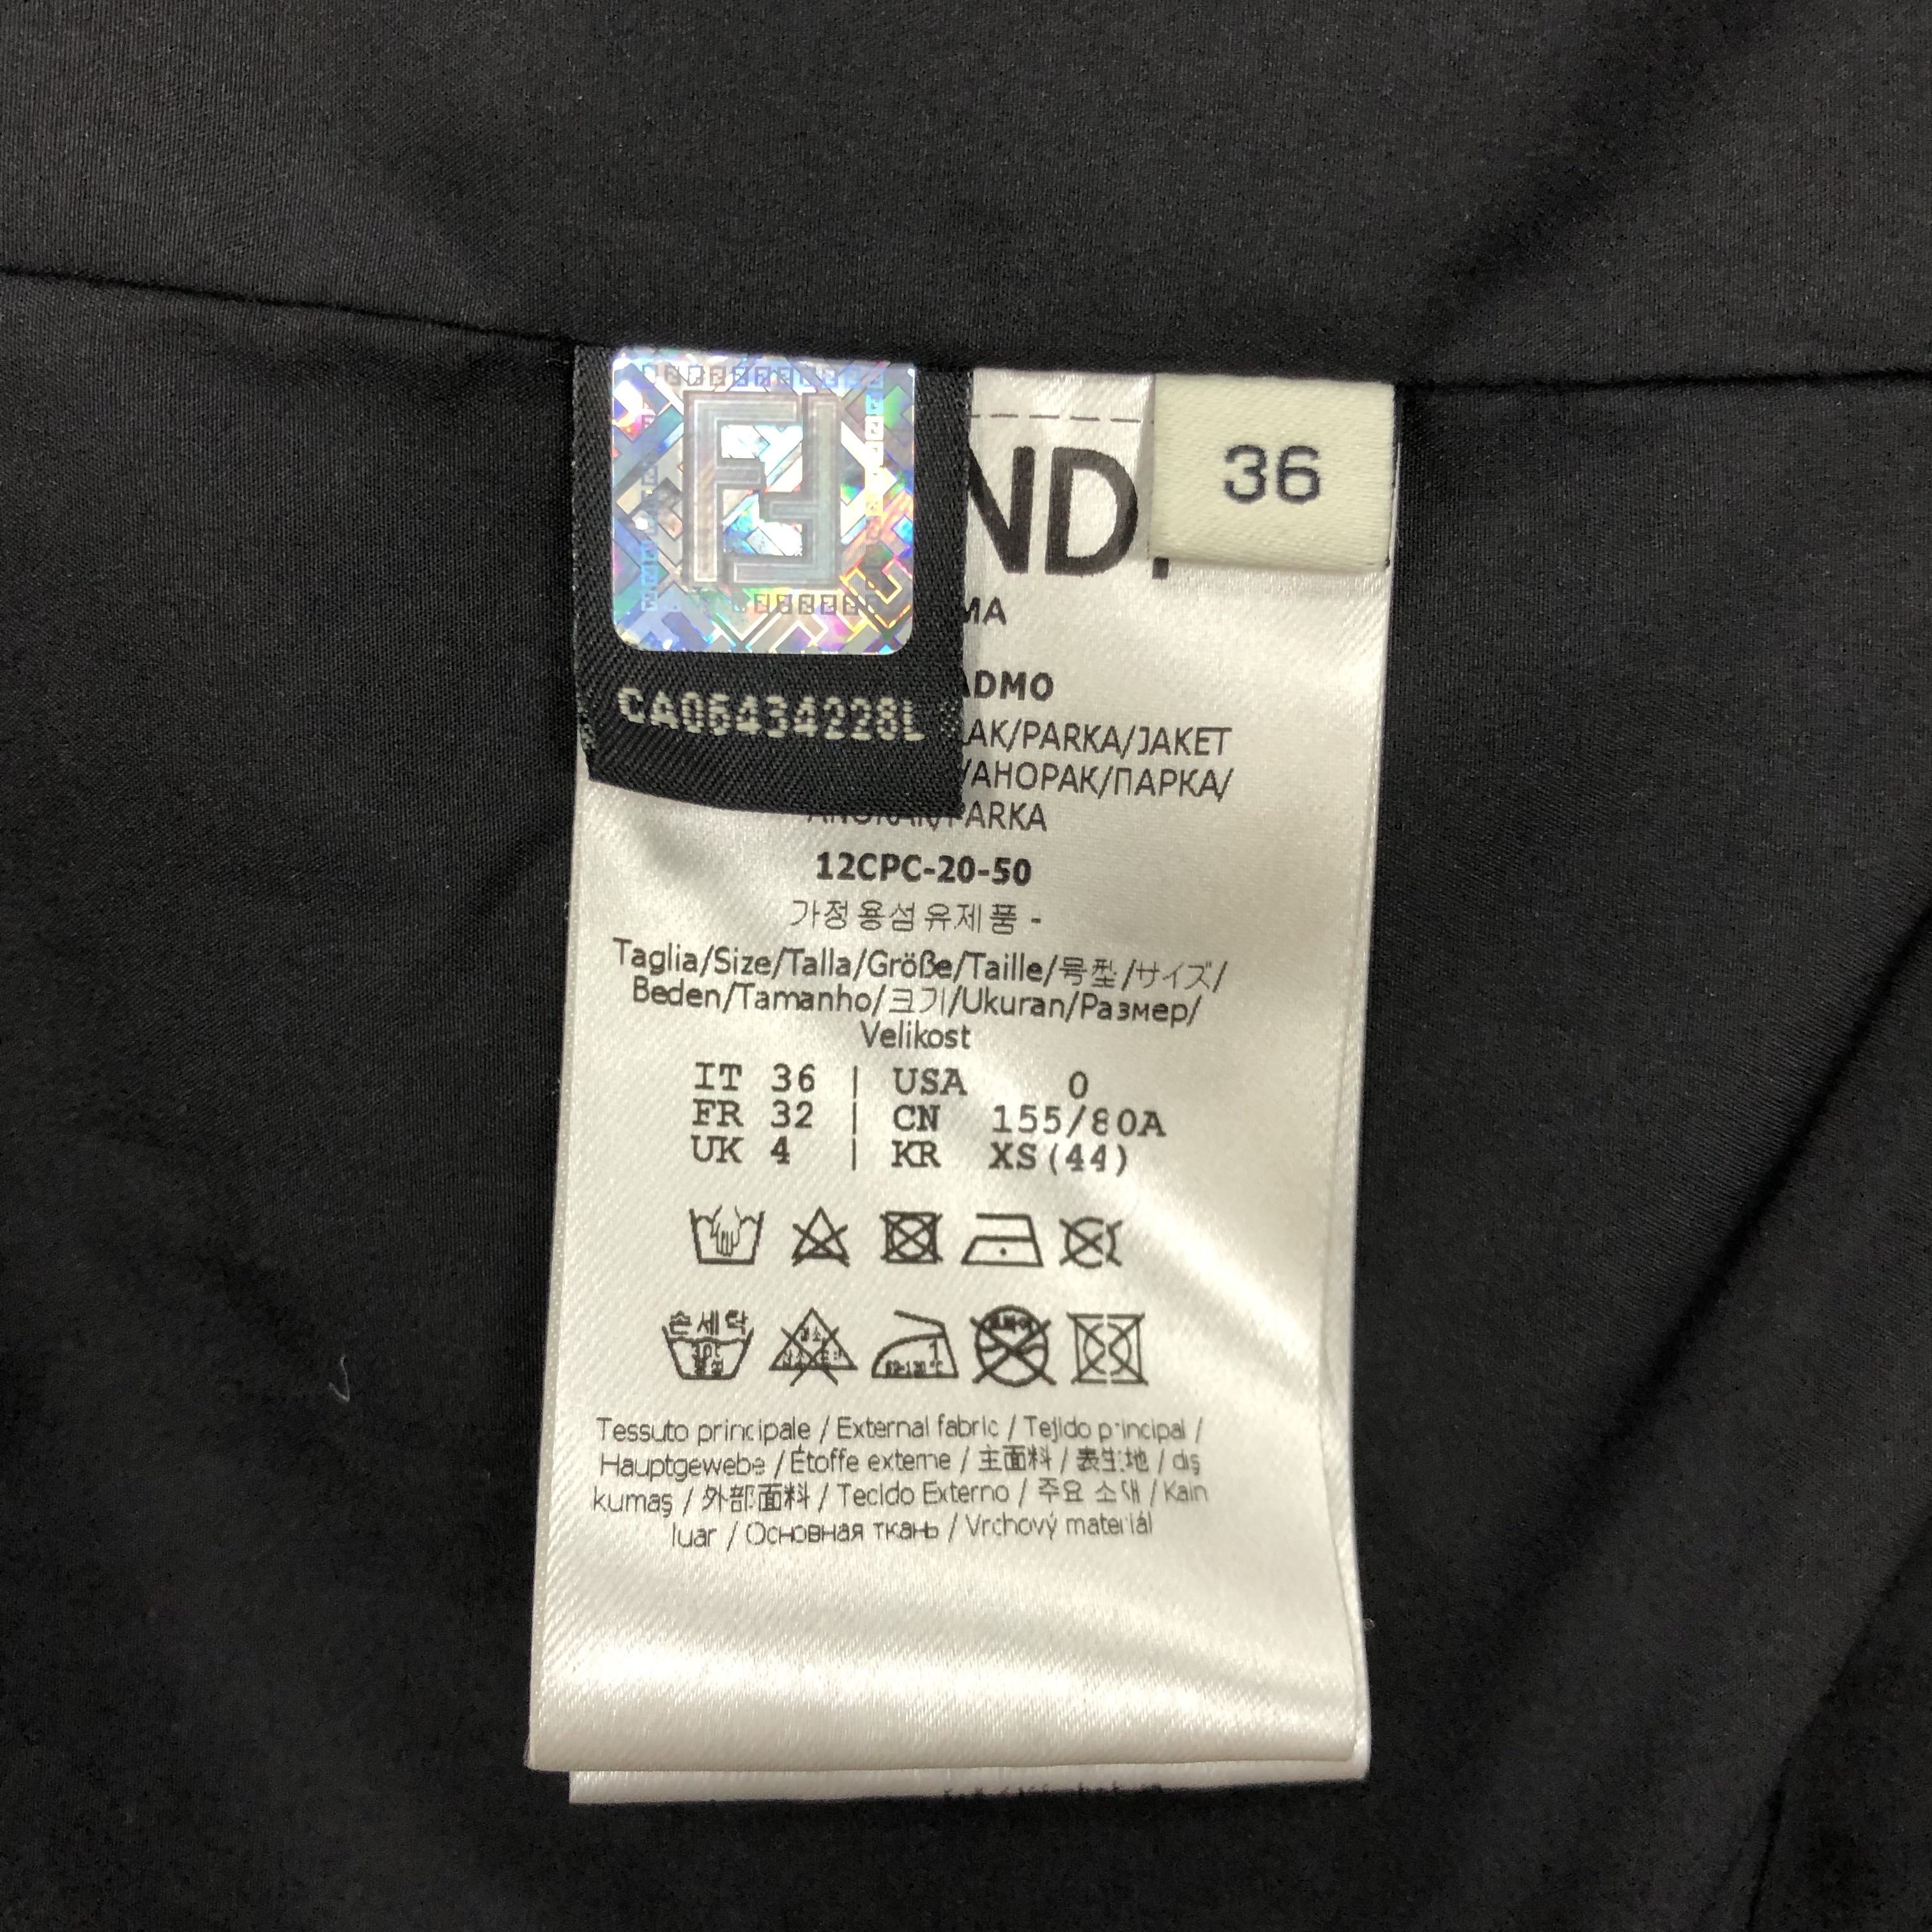 36
ND
MA
ADMO
CA06434228L
AK/PARKA/JAKET
/АНОРАК/ПАРКА/
ANORAK/PARKA
12CPC-20-50
가정용섬유제품 -
Taglia/Size/Talla/Größe/Taille/号型/サイズ/
Beden/Tamanho/크기/Ukuran/Размер/
Velikost
IT 36 | USA 0
FR 32 | CN 155/80A
UK 4 | KR XS(44)
손세탁
Tessuto principale / External fabric / Tejido principal /
Hauptgewebe / Étoffe externe / 主面料 / 表生地 / dış
kumaş / 外部面料 / Tecido Externo / 주요 소재 / Kain
luar / Основная ткань / Vrchový materiál